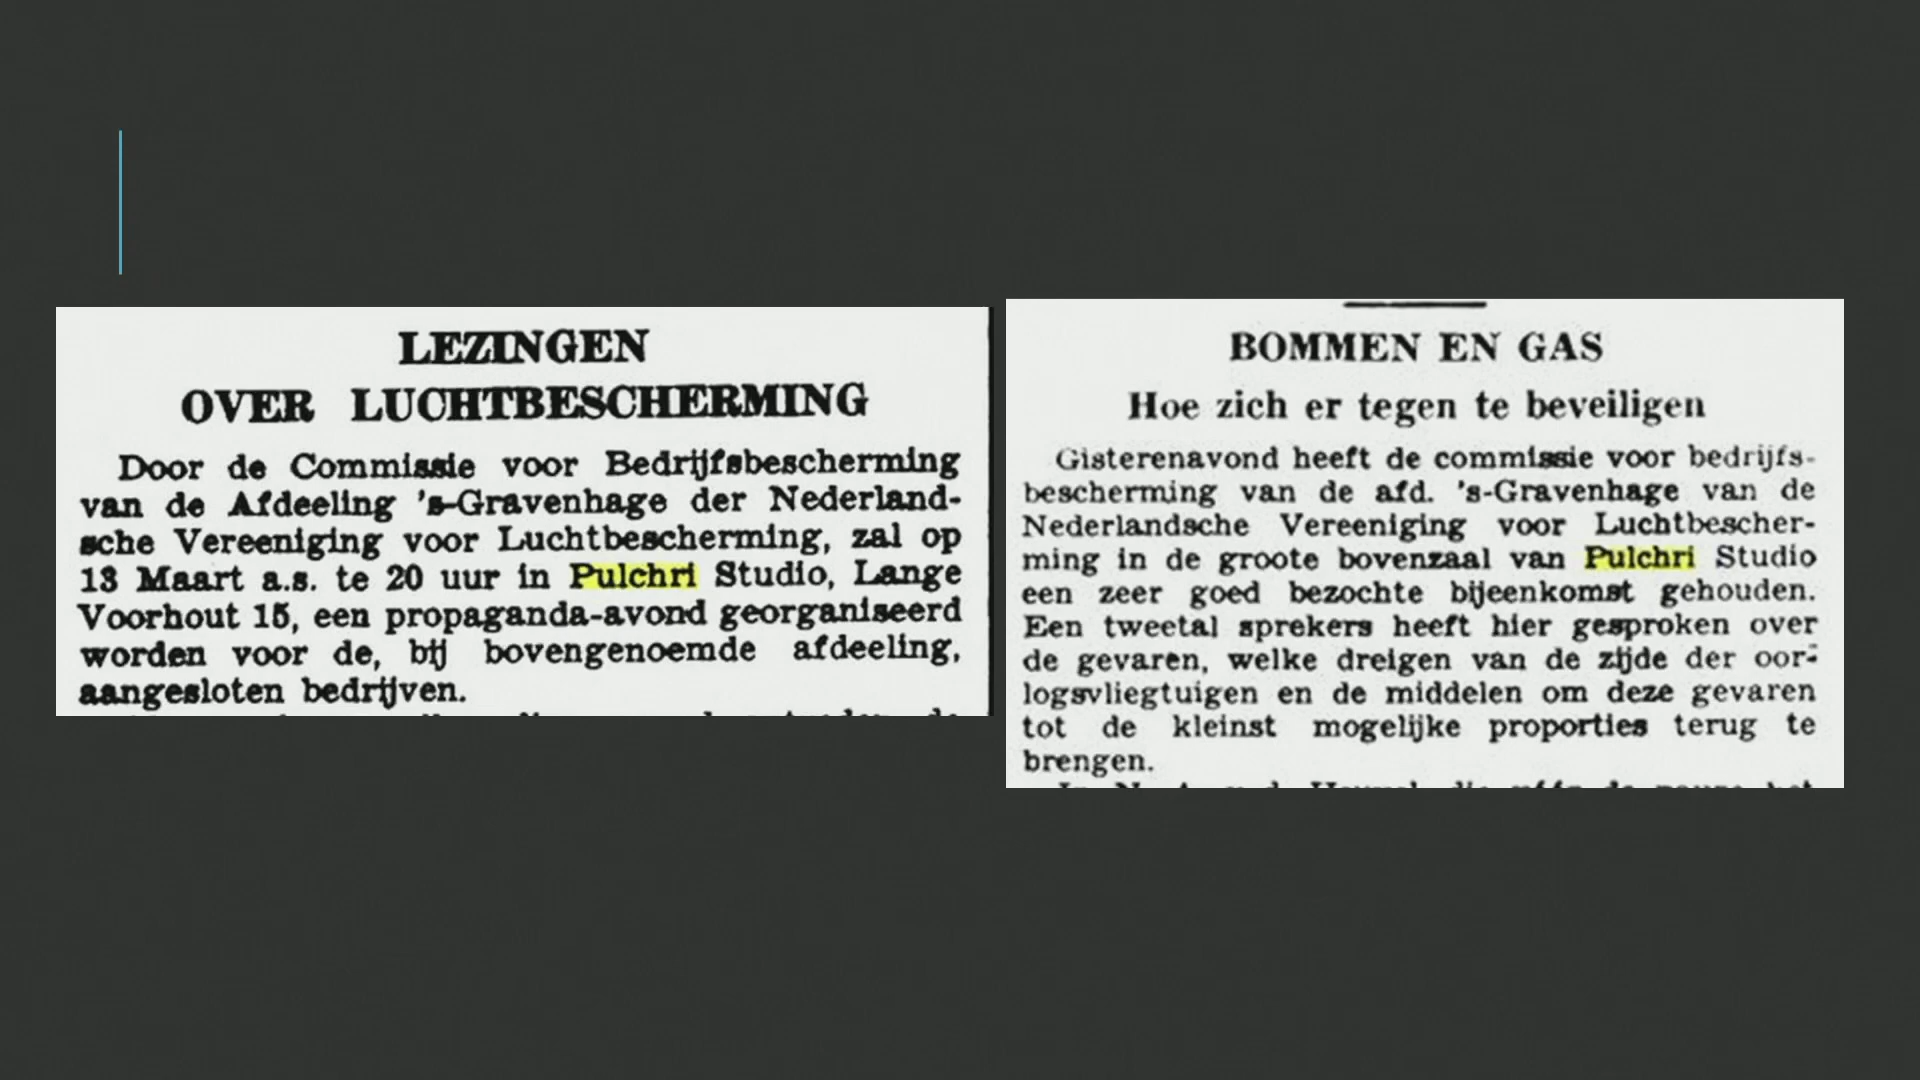 LEZINGEN
OVER LUCHTBESCHERMING
Door de Commissie voor Bedrijfsbescherming
van de Afdeeling 's-Gravenhage der Nederland-
sche Vereeniging voor Luchtbescherming, zal op
13 Maart a.s. te 20 uur in Pulchri Studio, Lange
Voorhout 15, een propaganda-avond georganiseerd
worden voor de, bij bovengenoemde afdeeling,
aangesloten bedrijven.
BOMMEN EN GAS
Hoe zich er tegen te beveiligen
Gisterenavond heeft de commissie voor bedrijfs-
bescherming van de afd. 's-Gravenhage van de
Nederlandsche Vereeniging voor Luchtbescher-
ming in de groote bovenzaal van Pulchri Studio
een zeer goed bezochte bijeenkomst gehouden.
Een tweetal sprekers heeft hier gesproken over
de gevaren, welke dreigen van de zijde der oor-
logsvliegtuigen en de middelen om deze gevaren
tot de kleinst mogelijke proporties terug te
brengen.